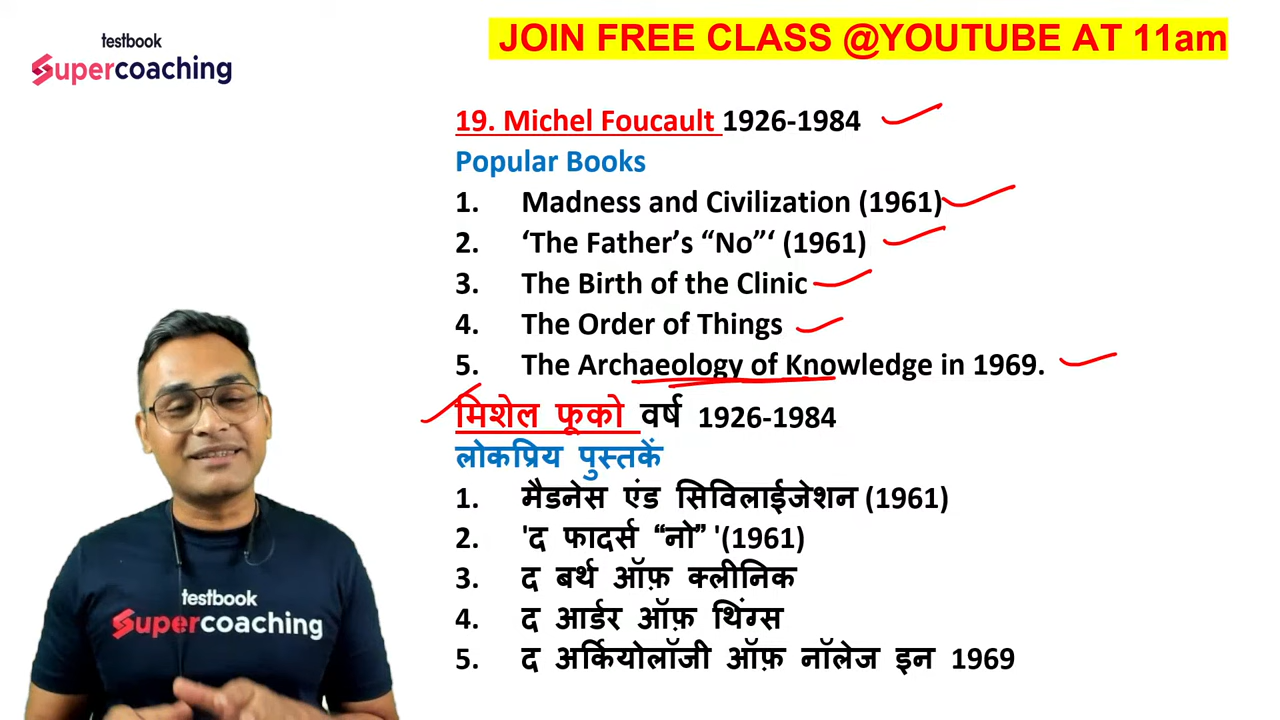 testbook
Supercoaching
JOIN FREE CLASS @YOUTUBE AT 11am
19. Michel Foucault 1926-1984
Popular Books
1. Madness and Civilization (1961)
2. ‘The Father’s “No”‘ (1961)
3. The Birth of the Clinic
4. The Order of Things
5. The Archaeology of Knowledge in 1969.
मिशेल फूको वर्ष 1926-1984
लोकप्रिय पुस्तकें
1. मैडनेस एंड सिविलाईजेशन (1961)
2. 'द फादर्स “नो” '(1961)
3. द बर्थ ऑफ़ क्लीनिक
4. द आर्डर ऑफ़ थिंग्स
5. द अर्कियोलॉजी ऑफ़ नॉलेज इन 1969
testbook
Supercoaching